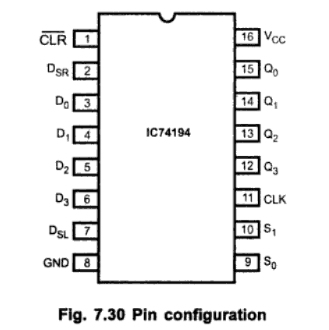 C̅L̅R̅ 1 16 VCC
DSR 2 15 Q0
D0 3 14 Q1
D1 4 IC74194 13 Q2
D2 5 12 Q3
D3 6 11 CLK
DSL 7 10 S1
GND 8 9 S0
Fig. 7.30 Pin configuration